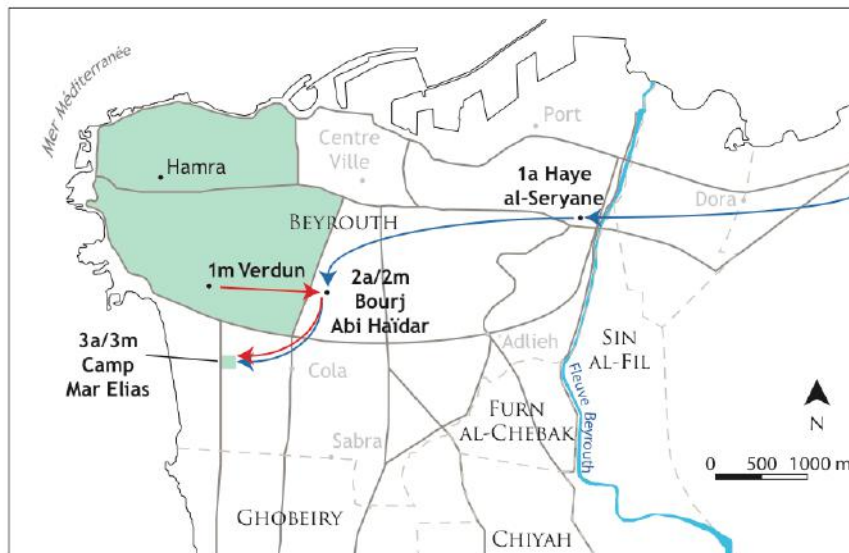 Mer Méditerranée
Hamra
Centre
Ville
Port
1a Haye
al-Seryane
Dora
BEYROUTH
1m Verdun
2a/2m
Bourj
Abi Haïdar
3a/3m
Camp
Mar Elias
Cola
Adlieh
SIN
AL-FIL
Fleuve Beyrouth
FURN
AL-CHEBAK
Sabra
N
0 500 1000 m
GHOBEIRY
CHIYAH